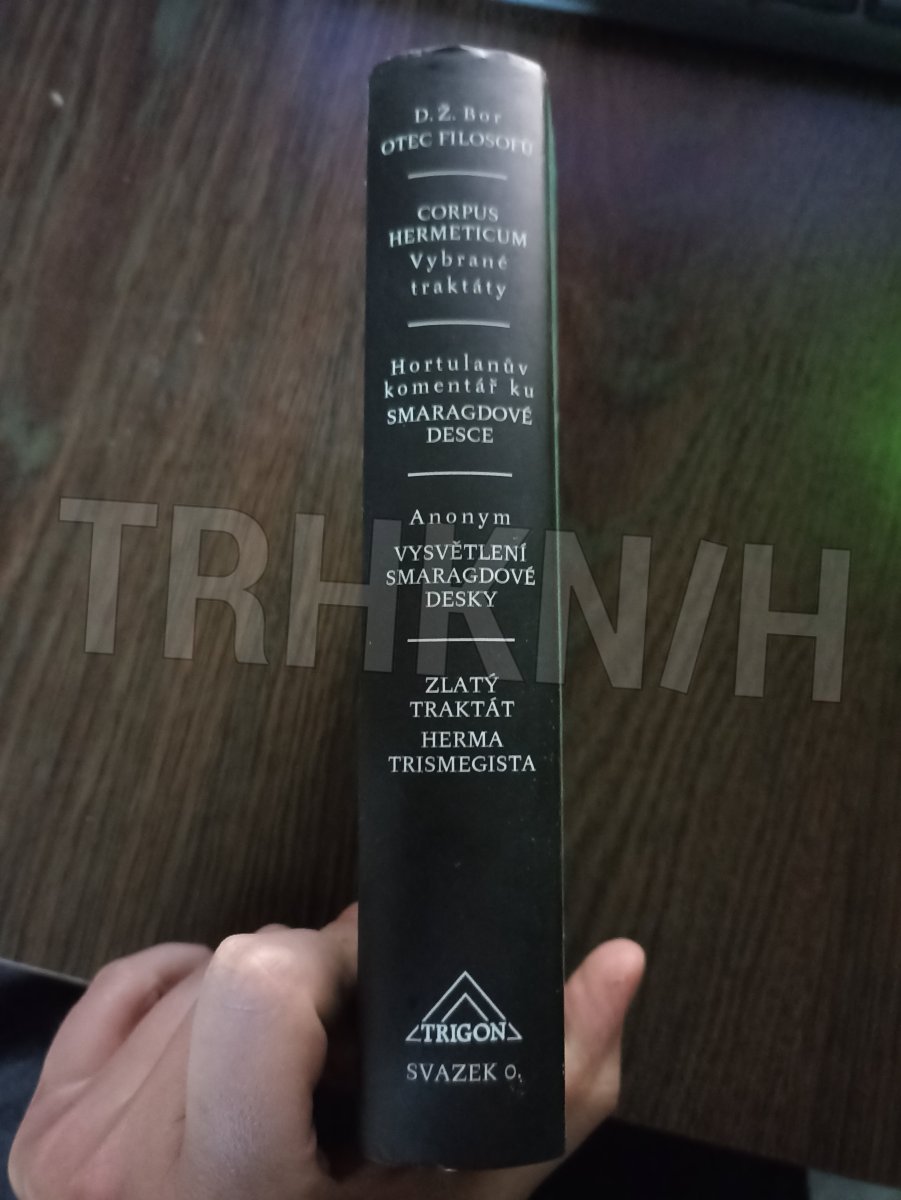 D. Ž. Bor
OTEC FILOSOFŮ
CORPUS
HERMETICUM
Vybrané
traktáty
Hortulanův
komentář ku
SMARAGDOVÉ
DESCE
Anonym
VYSVĚTLENÍ
SMARAGDOVÉ
DESKY
ZLATÝ
TRAKTÁT
HERMA
TRISMEGISTA
TRIGON
SVAZEK 0.
TRHKN/H